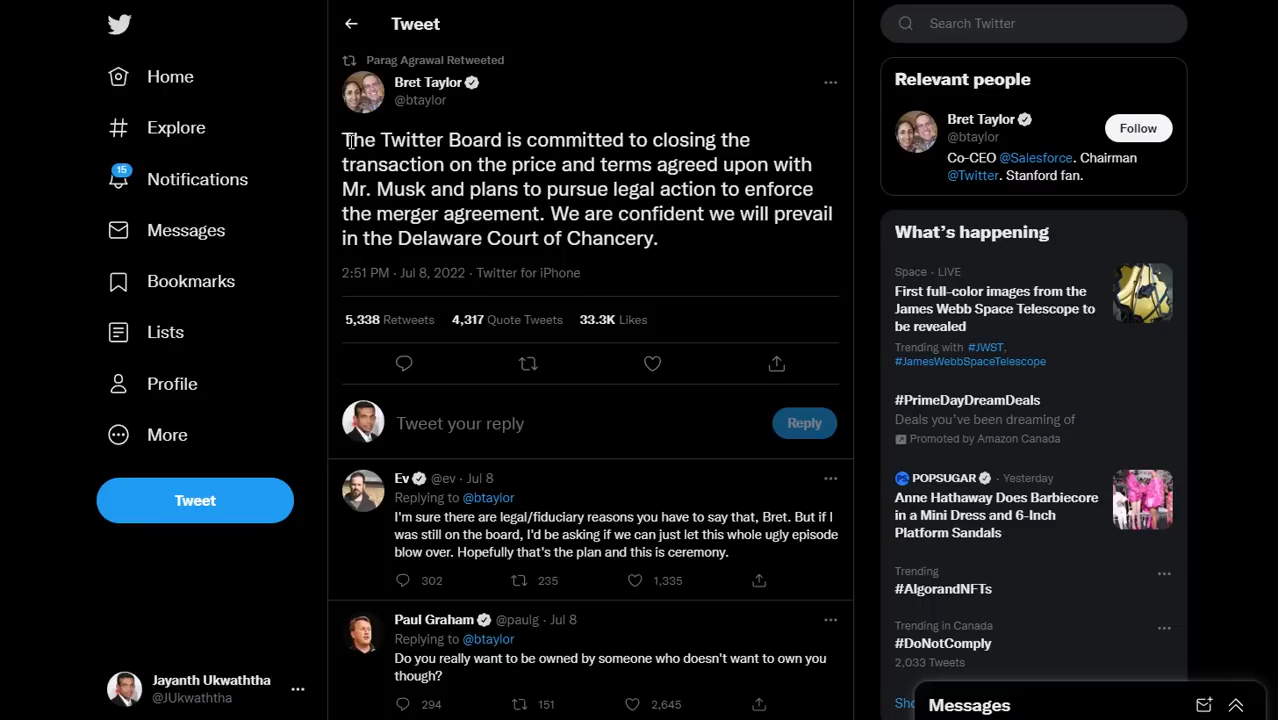 Home
Explore
15
Notifications
Messages
Bookmarks
Lists
Profile
More
Tweet
Jayanth Ukwaththa
@JUkwaththa
Tweet
Parag Agrawal Retweeted
Bret Taylor
@btaylor
The Twitter Board is committed to closing the
transaction on the price and terms agreed upon with
Mr. Musk and plans to pursue legal action to enforce
the merger agreement. We are confident we will prevail
in the Delaware Court of Chancery.
2:51 PM · Jul 8, 2022 · Twitter for iPhone
5,338 Retweets 4,317 Quote Tweets 33.3K Likes
Tweet your reply
Reply
Ev @ev · Jul 8
Replying to @btaylor
I'm sure there are legal/fiduciary reasons you have to say that, Bret. But if I
was still on the board, I'd be asking if we can just let this whole ugly episode
blow over. Hopefully that's the plan and this is ceremony.
302 235 1,335
Paul Graham @paulg · Jul 8
Replying to @btaylor
Do you really want to be owned by someone who doesn't want to own you
though?
294 151 2,645
Search Twitter
Relevant people
Bret Taylor
@btaylor
Follow
Co-CEO @Salesforce. Chairman
@Twitter. Stanford fan.
What's happening
Space · LIVE
First full-color images from the
James Webb Space Telescope to
be revealed
Trending with #JWST,
#JamesWebbSpaceTelescope
#PrimeDayDreamDeals
Deals you've been dreaming of
Promoted by Amazon Canada
POPSUGAR · Yesterday
Anne Hathaway Does Barbiecore
in a Mini Dress and 6-Inch
Platform Sandals
Trending
#AlgorandNFTs
Trending in Canada
#DoNotComply
2,033 Tweets
Messages